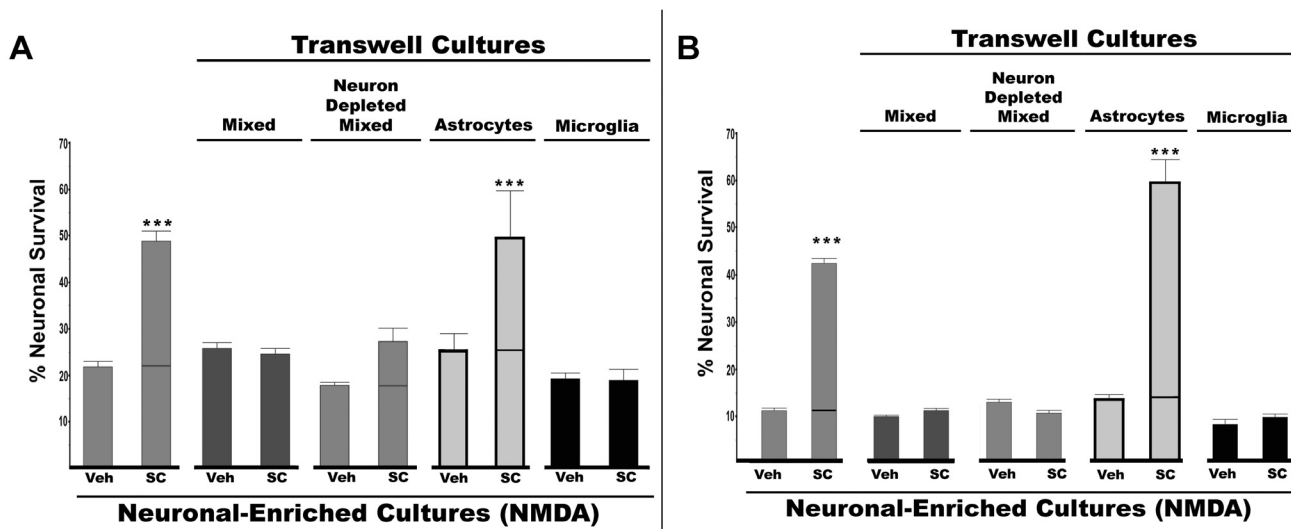 A
Transwell Cultures
Neuron
Depleted
Mixed
Mixed
Astrocytes
Microglia
% Neuronal Survival
70
60
50
40
30
20
10
***
***
Veh SC Veh SC Veh SC Veh SC Veh SC
Neuronal-Enriched Cultures (NMDA)
B
Transwell Cultures
Neuron
Depleted
Mixed
Mixed
Astrocytes
Microglia
% Neuronal Survival
70
60
50
40
30
20
10
***
***
Veh SC Veh SC Veh SC Veh SC Veh SC
Neuronal-Enriched Cultures (NMDA)